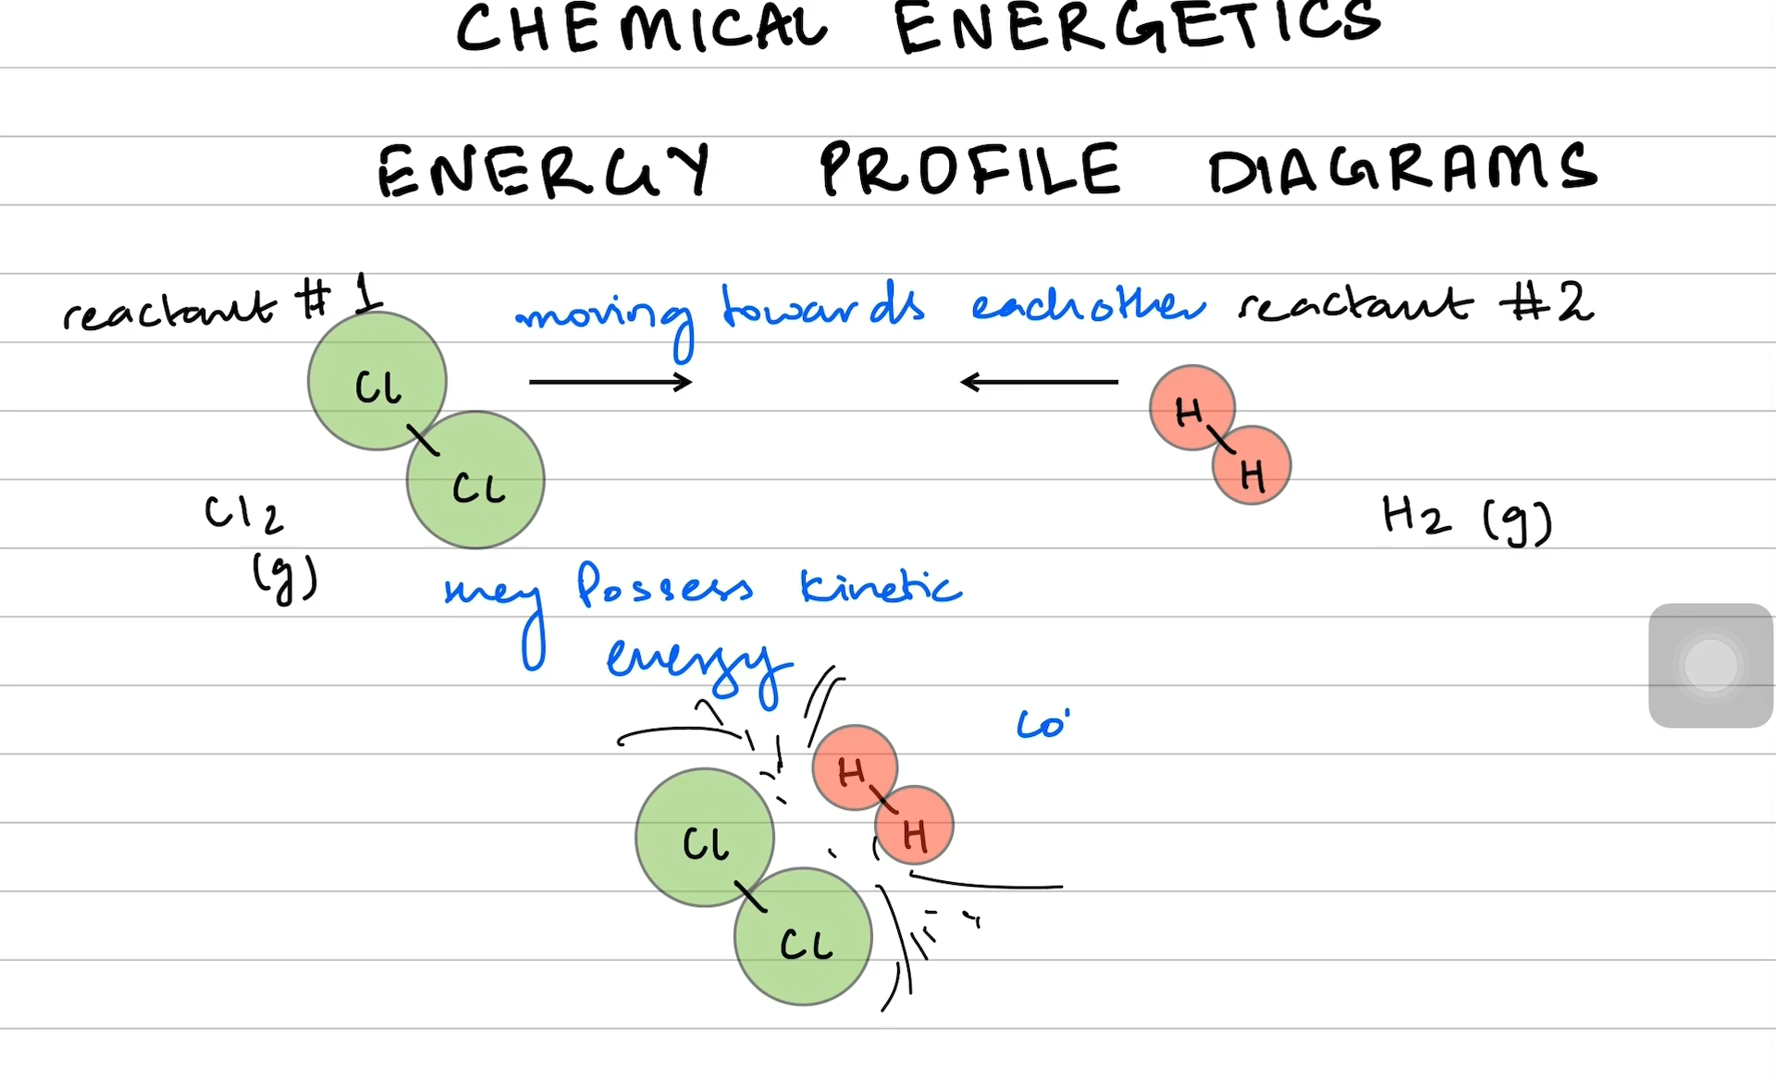 CHEMICAL ENERGETICS
ENERGY PROFILE DIAGRAMS
reactant # 1 moving towards eachother reactant #2
Cl
Cl
H
H
Cl2
(g)
H2 (g)
they Possess kinetic
energy
co
H
H
Cl
Cl